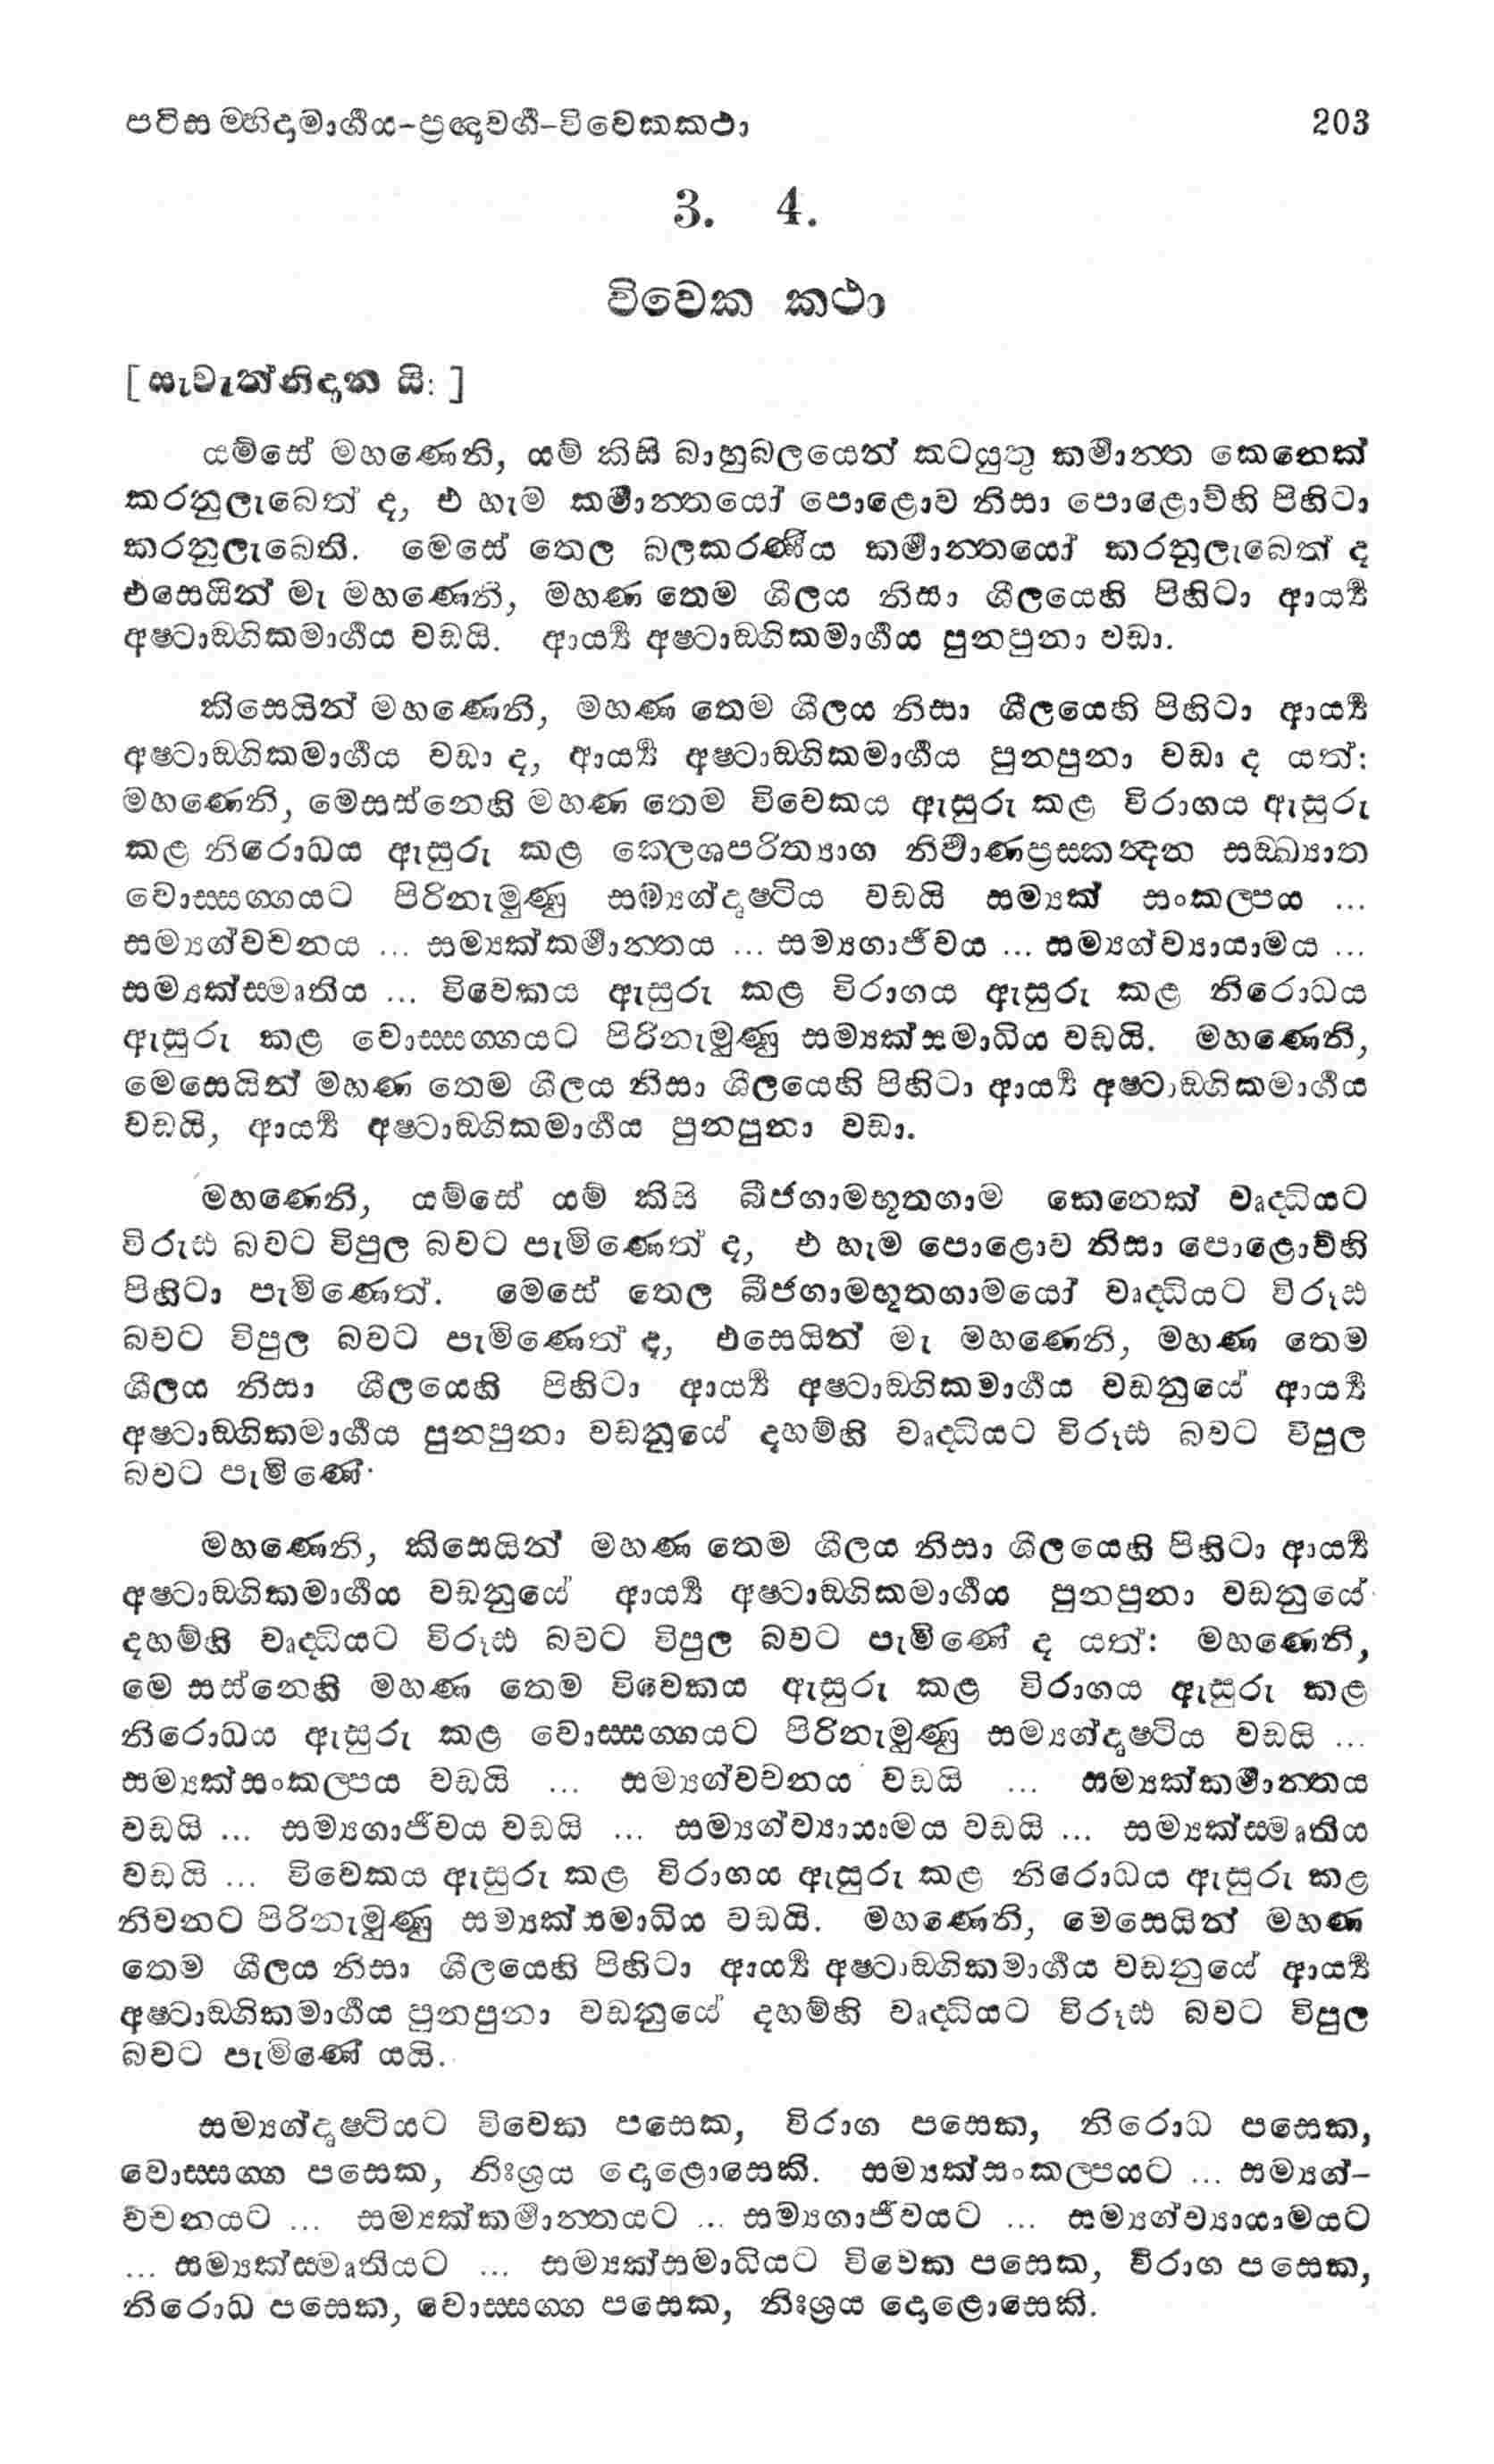 පටිසම්භිදාමාර්‍ගය-ප්‍රඥාවර්‍ග-විවෙකකථා 203
3. 4.
විවෙක කථා
[ සැවැත්නිදාන යි: ]
යම්සේ මහණෙනි, යම් කිසි බාහුබලයෙන් කටයුතු කර්‍මාන්ත කෙනෙක්
කරනුලැබෙත් ද, එ හැම කර්‍මාන්තයෝ පොළොව නිසා පොළොව්හි පිහිටා
කරනුලැබෙති. මෙසේ තෙල බලකරණීය කර්‍මාන්තයෝ කරනුලැබෙත් ද
එසෙයින් මැ මහණෙනි, මහණ තෙම ශීලය නිසා ශීලයෙහි පිහිටා ආර්‍ය්‍ය
අෂ්ටාඞ්ගිකමාර්‍ගය වඩයි. ආර්‍ය්‍ය අෂ්ටාඞ්ගිකමාර්‍ගය පුනපුනා වඩා.
කිසෙයින් මහණෙනි, මහණ තෙම ශීලය නිසා ශීලයෙහි පිහිටා ආර්‍ය්‍ය
අෂ්ටාඞ්ගිකමාර්‍ගය වඩා ද, ආර්‍ය්‍ය අෂ්ටාඞ්ගිකමාර්‍ගය පුනපුනා වඩා ද යත්:
මහණෙනි, මෙසස්නෙහි මහණ තෙම විවෙකය ඇසුරු කළ විරාගය ඇසුරු
කළ නිරොධය ඇසුරු කළ ක්ලෙශපරිත්‍යාග නිර්‍වාණප්‍රස්කන්‍දන සඞ්ඛ්‍යාත
වොස්සග්ගයට පිරිනැමුණු සම්‍යග්දෘෂ්ටිය වඩයි සම්‍යක් සංකල්පය ...
සම්‍යග්වචනය ... සම්‍යක්කර්‍මාන්තය ... සම්‍යගාජීවය ... සම්‍යග්ව්‍යායාමය ...
සම්‍යක්ස්මෘතිය ... විවෙකය ඇසුරු කළ විරාගය ඇසුරු කළ නිරොධය
ඇසුරු කළ වොස්සග්ගයට පිරිනැමුණු සම්‍යක්සමාධිය වඩයි. මහණෙනි,
මෙසෙයින් මහණ තෙම ශීලය නිසා ශීලයෙහි පිහිටා ආර්‍ය්‍ය අෂ්ටාඞ්ගිකමාර්‍ගය
වඩයි, ආර්‍ය්‍ය අෂ්ටාඞ්ගිකමාර්‍ගය පුනපුනා වඩා.
මහණෙනි, යම්සේ යම් කිසි බීජගාමභූතගාම කෙනෙක් වෘද්ධියට
විරූඪ බවට විපුල බවට පැමිණෙත් ද, එ හැම පොළොව නිසා පොළොව්හි
පිහිටා පැමිණෙත්. මෙසේ තෙල බීජගාමභූතගාමයෝ වෘද්ධියට විරූඪ
බවට විපුල බවට පැමිණෙත් ද, එසෙයින් මැ මහණෙනි, මහණ තෙම
ශීලය නිසා ශීලයෙහි පිහිටා ආර්‍ය්‍ය අෂ්ටාඞ්ගිකමාර්‍ගය වඩනුයේ ආර්‍ය්‍ය
අෂ්ටාඞ්ගිකමාර්‍ගය පුනපුනා වඩනුයේ දහම්හි වෘද්ධියට විරූඪ බවට විපුල
බවට පැමිණේ.
මහණෙනි, කිසෙයින් මහණ තෙම ශීලය නිසා ශීලයෙහි පිහිටා ආර්‍ය්‍ය
අෂ්ටාඞ්ගිකමාර්‍ගය වඩනුයේ ආර්‍ය්‍ය අෂ්ටාඞ්ගිකමාර්‍ගය පුනපුනා වඩනුයේ
දහම්හි වෘද්ධියට විරූඪ බවට විපුල බවට පැමිණේ ද යත්: මහණෙනි,
මෙ සස්නෙහි මහණ තෙම විවෙකය ඇසුරු කළ විරාගය ඇසුරු කළ
නිරොධය ඇසුරු කළ වොස්සග්ගයට පිරිනැමුණු සම්‍යග්දෘෂ්ටිය වඩයි ...
සම්‍යක්සංකල්පය වඩයි ... සම්‍යග්වචනය වඩයි ... සම්‍යක්කර්‍මාන්තය
වඩයි ... සම්‍යගාජීවය වඩයි ... සම්‍යග්ව්‍යායාමය වඩයි ... සම්‍යක්ස්මෘතිය
වඩයි ... විවෙකය ඇසුරු කළ විරාගය ඇසුරු කළ නිරොධය ඇසුරු කළ
නිවනට පිරිනැමුණු සම්‍යක්සමාධිය වඩයි. මහණෙනි, මෙසෙයින් මහණ
තෙම ශීලය නිසා ශීලයෙහි පිහිටා ආර්‍ය්‍ය අෂ්ටාඞ්ගිකමාර්‍ගය වඩනුයේ ආර්‍ය්‍ය
අෂ්ටාඞ්ගිකමාර්‍ගය පුනපුනා වඩනුයේ දහම්හි වෘද්ධියට විරූඪ බවට විපුල
බවට පැමිණේ යයි.
සම්‍යග්දෘෂ්ටියට විවෙක පසෙක, විරාග පසෙක, නිරොධ පසෙක,
වොස්සග්ග පසෙක, නිඃශ්‍රය දොළොසෙකි. සම්‍යක්සංකල්පයට ... සම්‍යග්-
වචනයට ... සම්‍යක්කර්‍මාන්තයට ... සම්‍යගාජීවයට ... සම්‍යග්ව්‍යායාමයට
... සම්‍යක්ස්මෘතියට ... සම්‍යක්සමාධියට විවෙක පසෙක, විරාග පසෙක,
නිරොධ පසෙක, වොස්සග්ග පසෙක, නිඃශ්‍රය දොළොසෙකි.